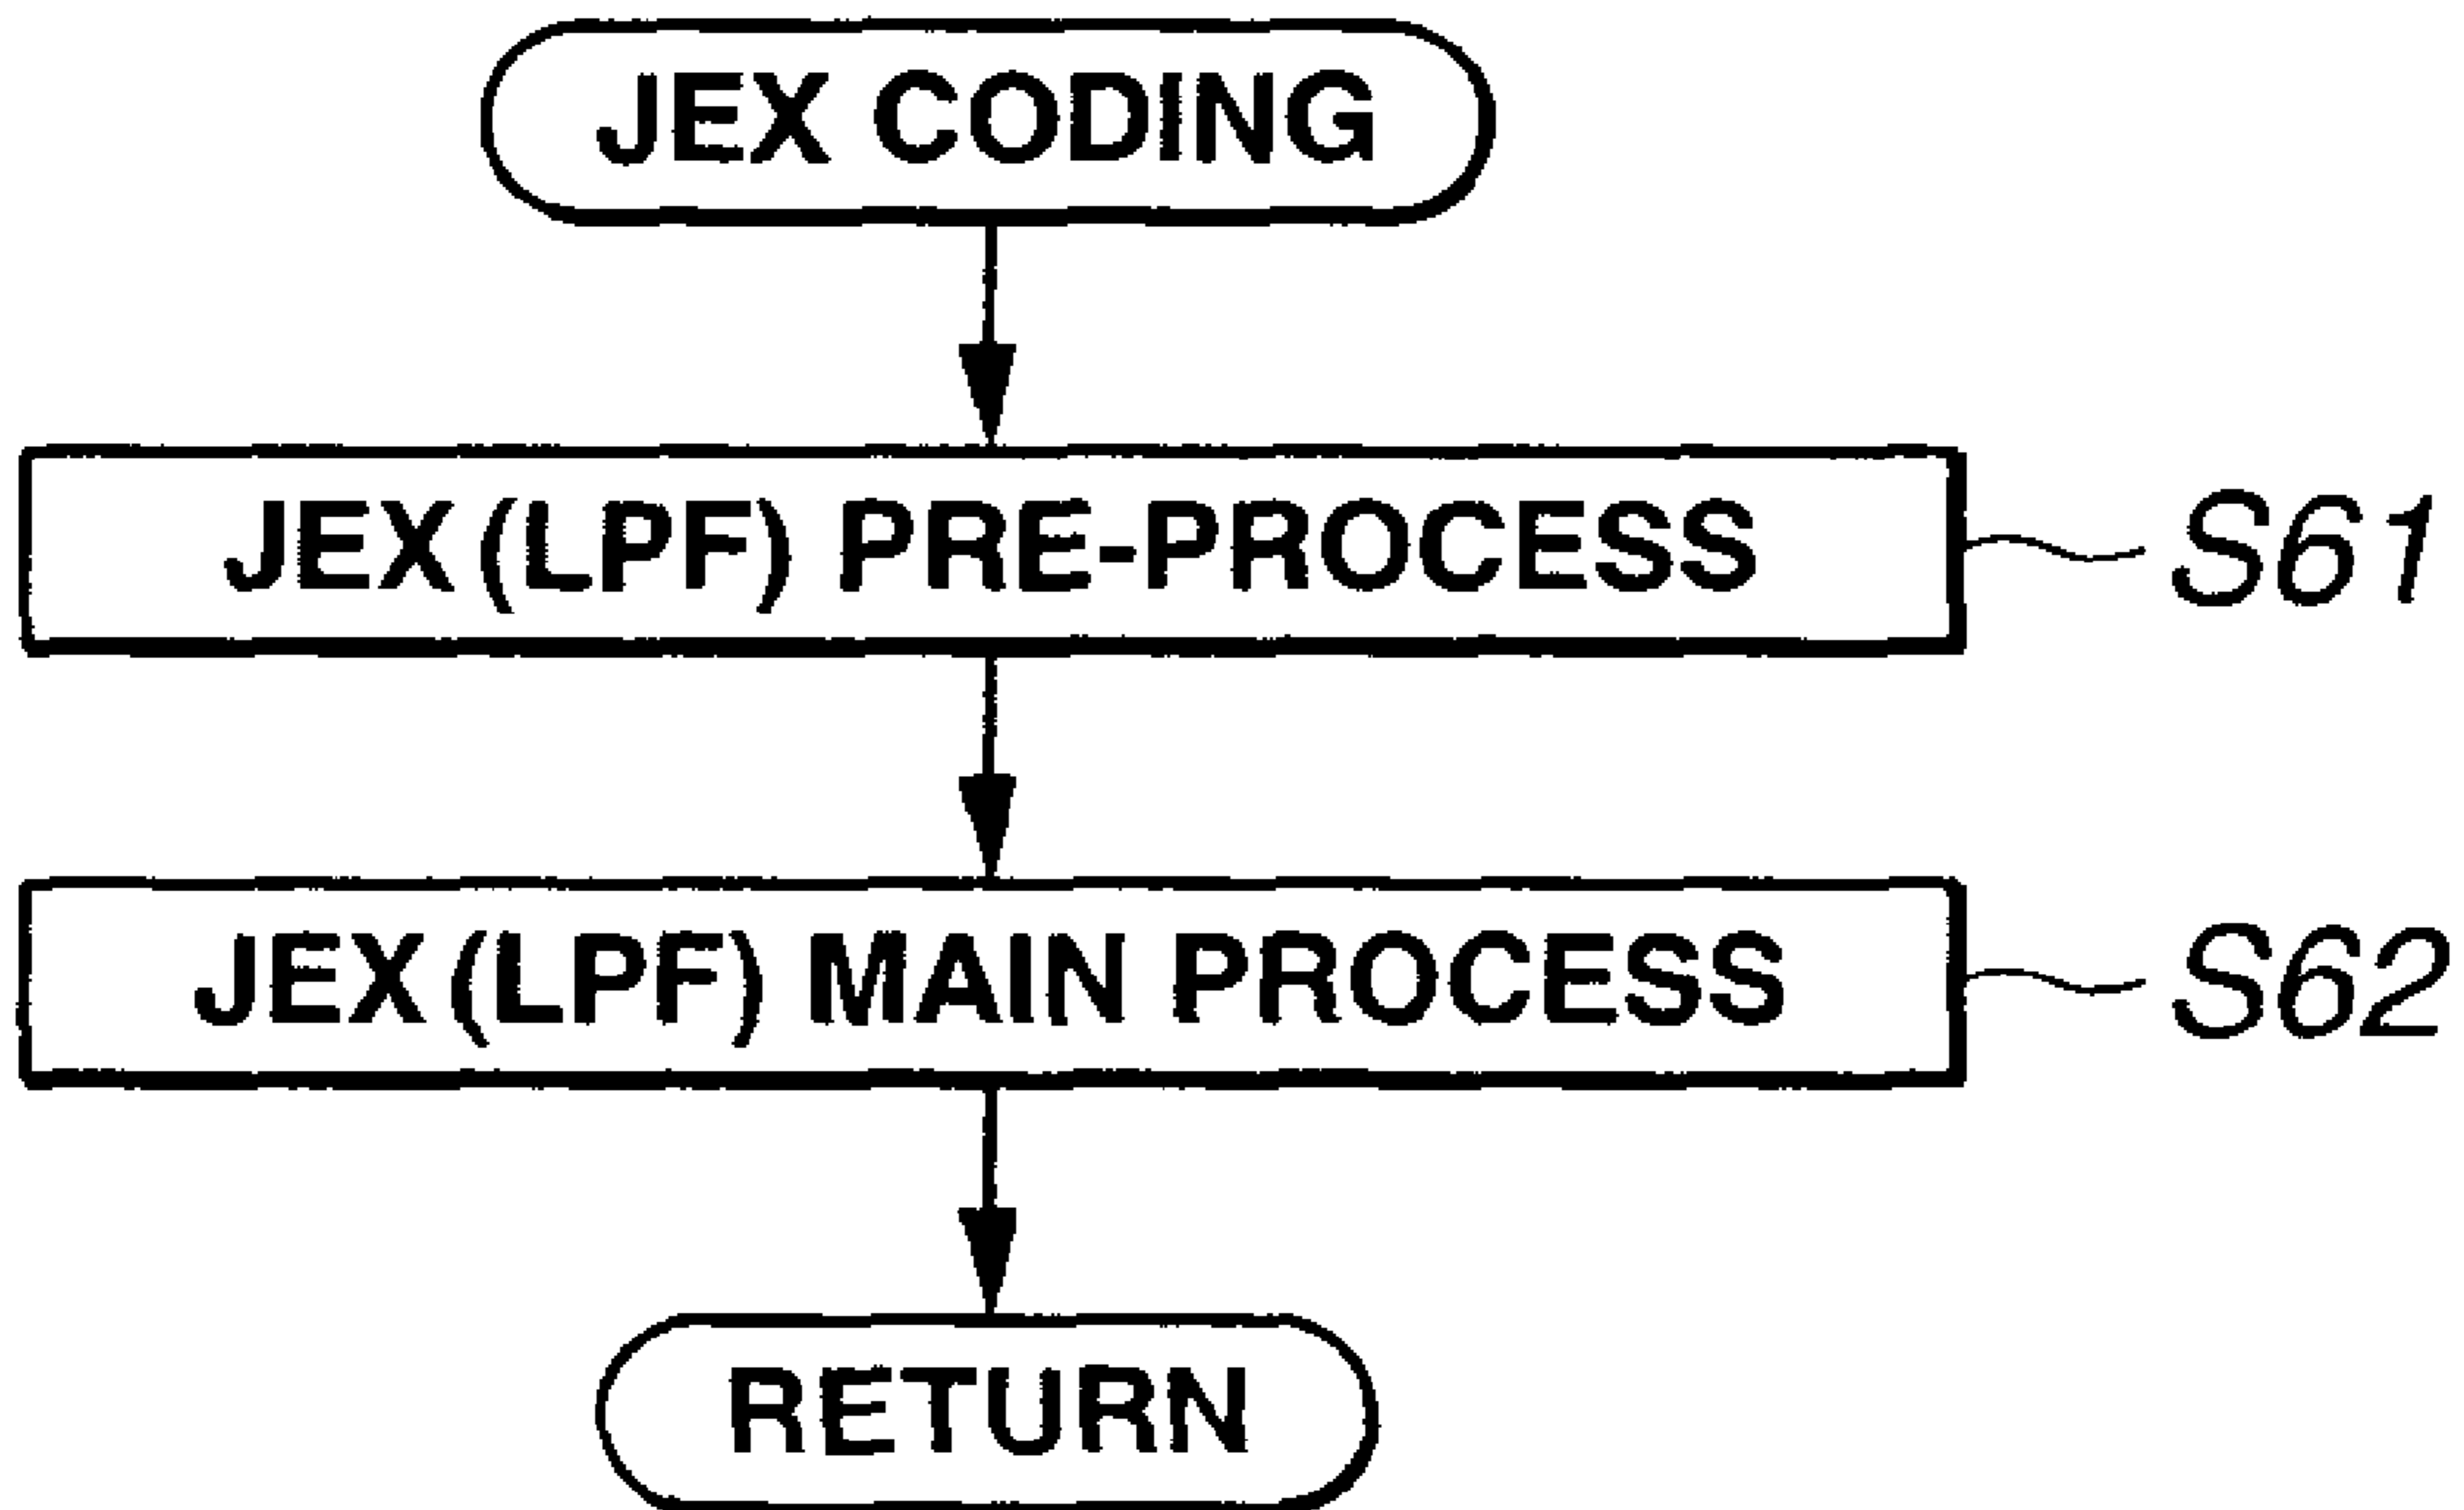 JEX CODING
JEX(LPF) PRE-PROCESS
S61
JEX(LPF) MAIN PROCESS
S62
RETURN